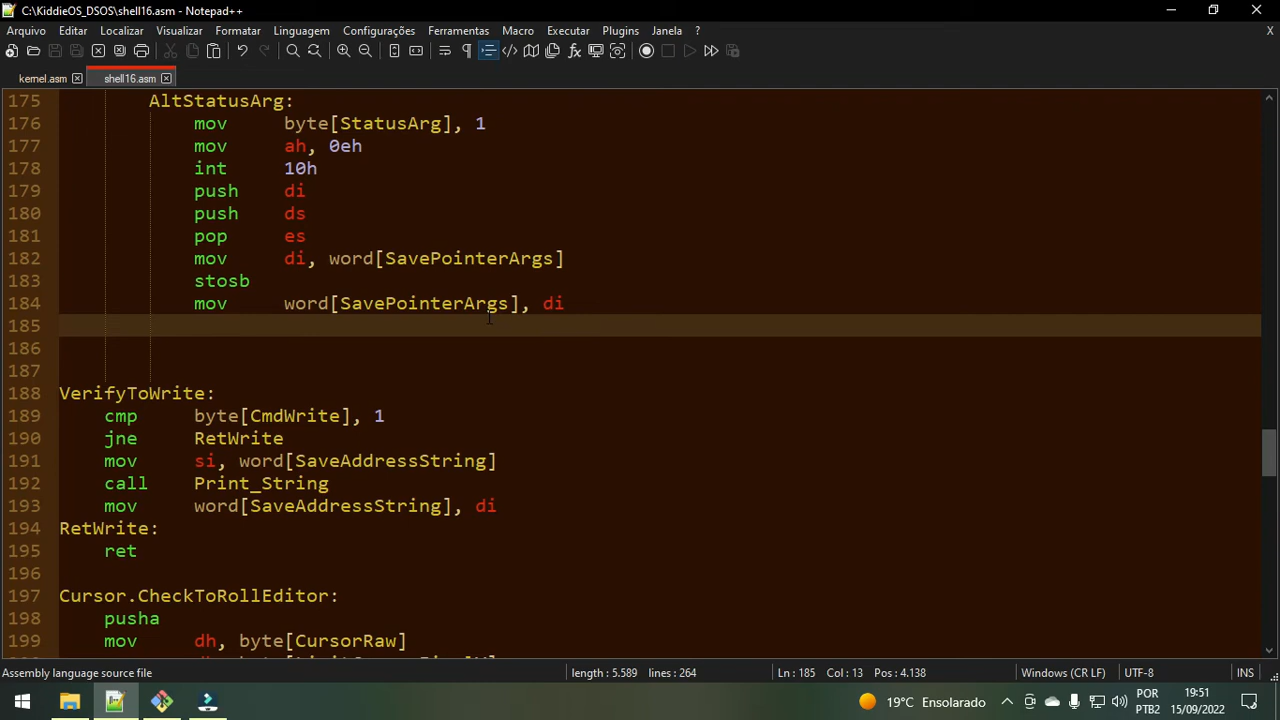 C:\KiddieOS_DSOS\shell16.asm - Notepad++
Arquivo Editar Localizar Visualizar Formatar Linguagem Configurações Ferramentas Macro Executar Plugins Janela ? X
kernel.asm shell16.asm
175 AltStatusArg:
176 mov byte[StatusArg], 1
177 mov ah, 0eh
178 int 10h
179 push di
180 push ds
181 pop es
182 mov di, word[SavePointerArgs]
183 stosb
184 mov word[SavePointerArgs], di
185
186
187
188 VerifyToWrite:
189 cmp byte[CmdWrite], 1
190 jne RetWrite
191 mov si, word[SaveAddressString]
192 call Print_String
193 mov word[SaveAddressString], di
194 RetWrite:
195 ret
196
197 Cursor.CheckToRollEditor:
198 pusha
199 mov dh, byte[CursorRaw]
Assembly language source file length : 5.589 lines : 264 Ln : 185 Col : 13 Pos : 4.138 Windows (CR LF) UTF-8 INS
19°C Ensolarado POR PTB2 19:51 15/09/2022